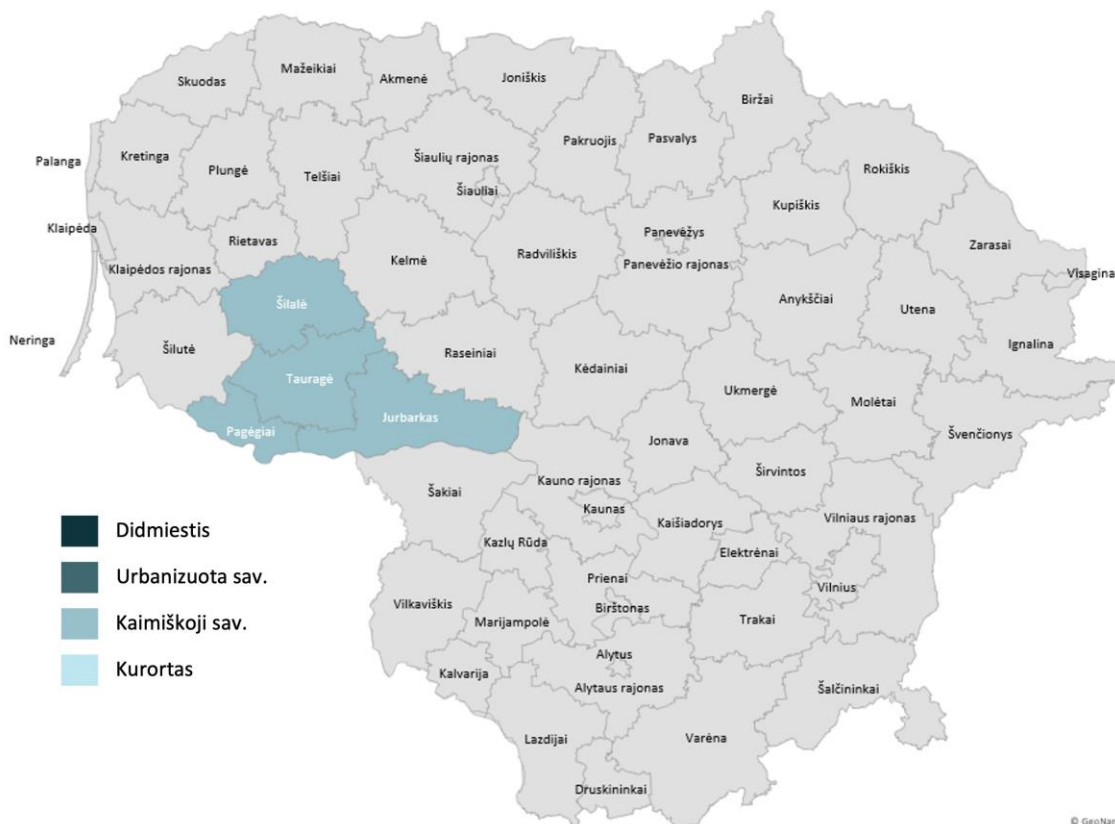 Skuodas
Mažeikiai
Akmenė
Joniškis
Biržai
Palanga
Kretinga
Plungė
Telšiai
Šiaulių rajonas
Šiauliai
Pakruojis
Pasvalys
Rokiškis
Klaipėda
Rietavas
Kelmė
Radviliškis
Panevėžys
Panevėžio rajonas
Kupiškis
Zarasai
Klaipėdos rajonas
Visagina
Šilalė
Anykščiai
Utena
Ignalina
Neringa
Šilutė
Tauragė
Raseiniai
Kėdainiai
Ukmergė
Molėtai
Pagėgiai
Jurbarkas
Jonava
Švenčionys
Širvintos
Šakiai
Kauno rajonas
Kaunas
Kaišiadorys
Vilniaus rajonas
Kazlų Rūda
Elektrėnai
Prienai
Vilnius
Vilkaviškis
Marijampolė
Birštonas
Trakai
Kalvarija
Alytus
Alytaus rajonas
Šalčininkai
Lazdijai
Varėna
Druskininkai
Didmiestis
Urbanizuota sav.
Kaimiškoji sav.
Kurortas
© GeoNar